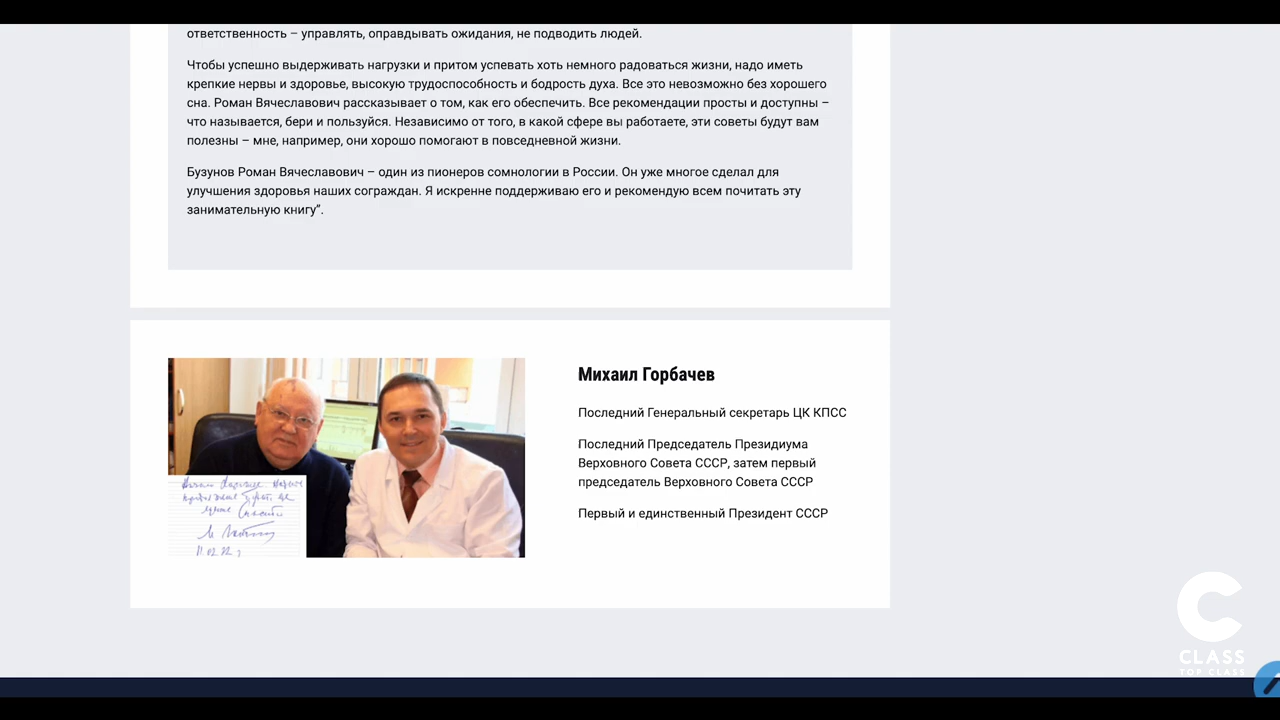 ответственность – управлять, оправдывать ожидания, не подводить людей.
Чтобы успешно выдерживать нагрузки и притом успевать хоть немного радоваться жизни, надо иметь
крепкие нервы и здоровье, высокую трудоспособность и бодрость духа. Все это невозможно без хорошего
сна. Роман Вячеславович рассказывает о том, как его обеспечить. Все рекомендации просты и доступны –
что называется, бери и пользуйся. Независимо от того, в какой сфере вы работаете, эти советы будут вам
полезны – мне, например, они хорошо помогают в повседневной жизни.
Бузунов Роман Вячеславович – один из пионеров сомнологии в России. Он уже многое сделал для
улучшения здоровья наших сограждан. Я искренне поддерживаю его и рекомендую всем почитать эту
занимательную книгу”.
Михаил Горбачев
Последний Генеральный секретарь ЦК КПСС
Последний Председатель Президиума
Верховного Совета СССР, затем первый
председатель Верховного Совета СССР
Первый и единственный Президент СССР
CLASS
TOP CLASS